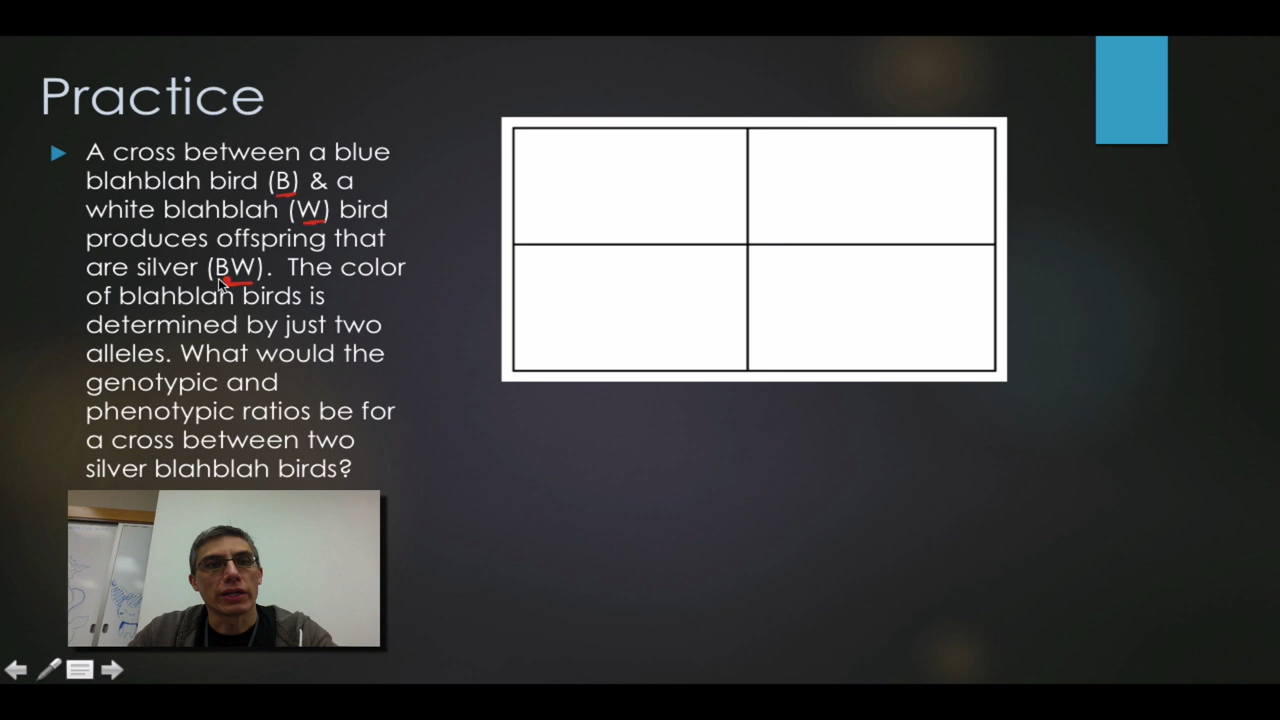 Practice
A cross between a blue
blahblah bird (B) & a
white blahblah (W) bird
produces offspring that
are silver (BW).  The color
of blahblah birds is
determined by just two
alleles. What would the
genotypic and
phenotypic ratios be for
a cross between two
silver blahblah birds?